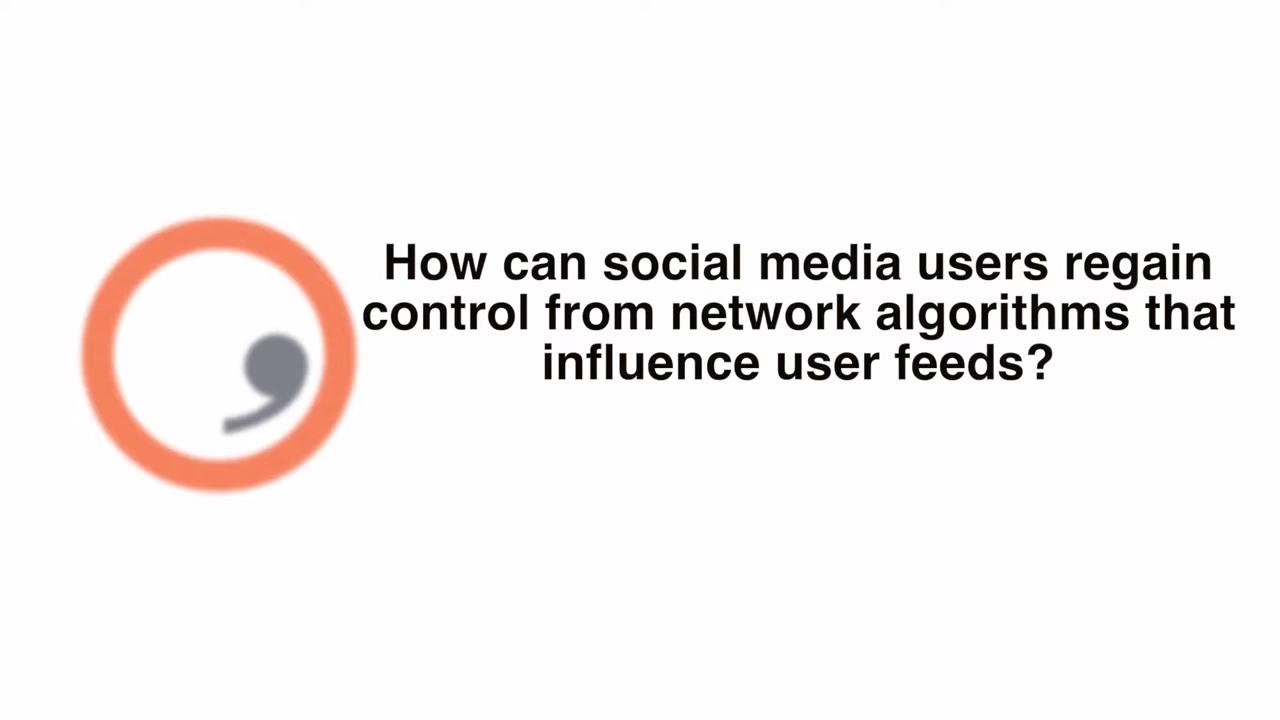 How can social media users regain
control from network algorithms that
influence user feeds?